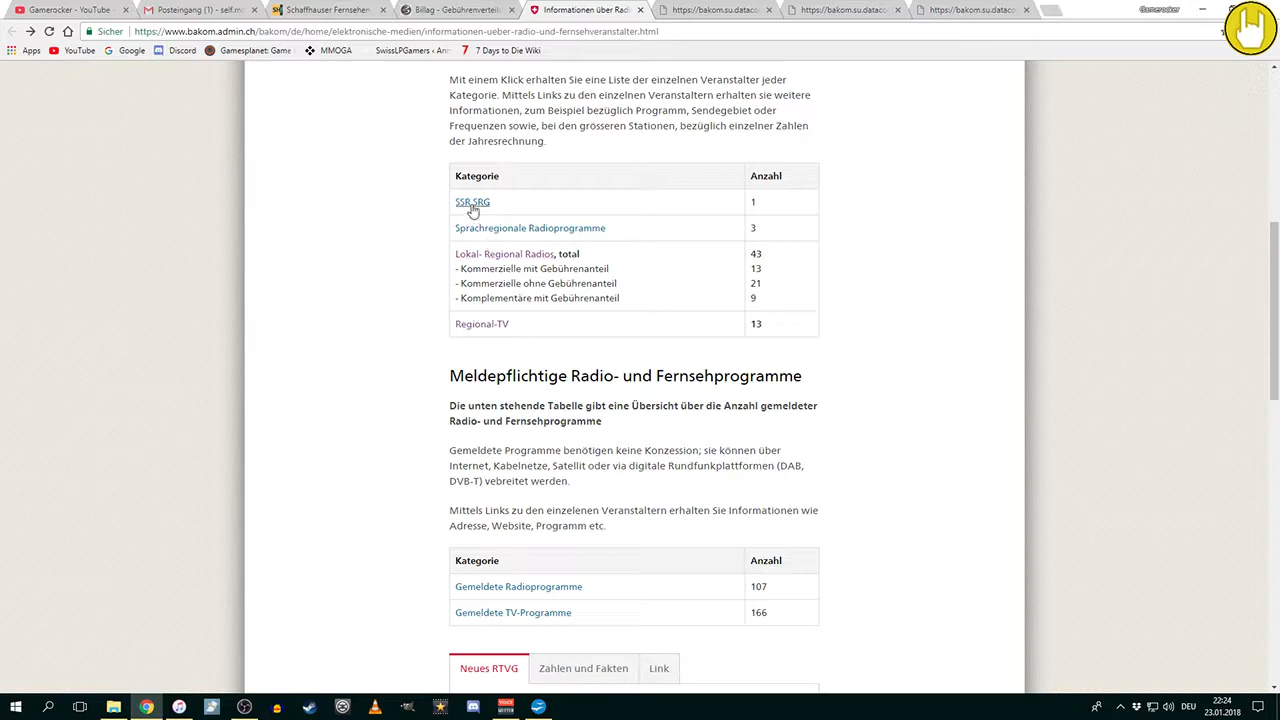 Gamerocker - YouTube
Posteingang (1) - self.m
Schaffhauser Fernsehen
Billag - Gebührenverteil
Informationen über Radi
https://bakom.su.dataco
https://bakom.su.dataco
https://bakom.su.dataco
Gamerocker
Sicher
https://www.bakom.admin.ch/bakom/de/home/elektronische-medien/informationen-ueber-radio-und-fernsehveranstalter.html
Apps
YouTube
Google
Discord
Gamesplanet: Game
MMOGA
SwissLPGamers
7 Days to Die Wiki
Mit einem Klick erhalten Sie eine Liste der einzelnen Veranstalter jeder
Kategorie. Mittels Links zu den einzelnen Veranstaltern erhalten sie weitere
Informationen, zum Beispiel bezüglich Programm, Sendegebiet oder
Frequenzen sowie, bei den grösseren Stationen, bezüglich einzelner Zahlen
der Jahresrechnung.
Kategorie Anzahl
SSR SRG 1
Sprachregionale Radioprogramme 3
Lokal- Regional Radios, total 43
- Kommerzielle mit Gebührenanteil 13
- Kommerzielle ohne Gebührenanteil 21
- Komplementäre mit Gebührenanteil 9
Regional-TV 13
Meldepflichtige Radio- und Fernsehprogramme
Die unten stehende Tabelle gibt eine Übersicht über die Anzahl gemeldeter
Radio- und Fernsehprogramme
Gemeldete Programme benötigen keine Konzession; sie können über
Internet, Kabelnetze, Satellit oder via digitale Rundfunkplattformen (DAB,
DVB-T) vebreitet werden.
Mittels Links zu den einzelenen Veranstaltern erhalten Sie Informationen wie
Adresse, Website, Programm etc.
Kategorie Anzahl
Gemeldete Radioprogramme 107
Gemeldete TV-Programme 166
Neues RTVG
Zahlen und Fakten
Link
DEU
22:24
23.01.2018